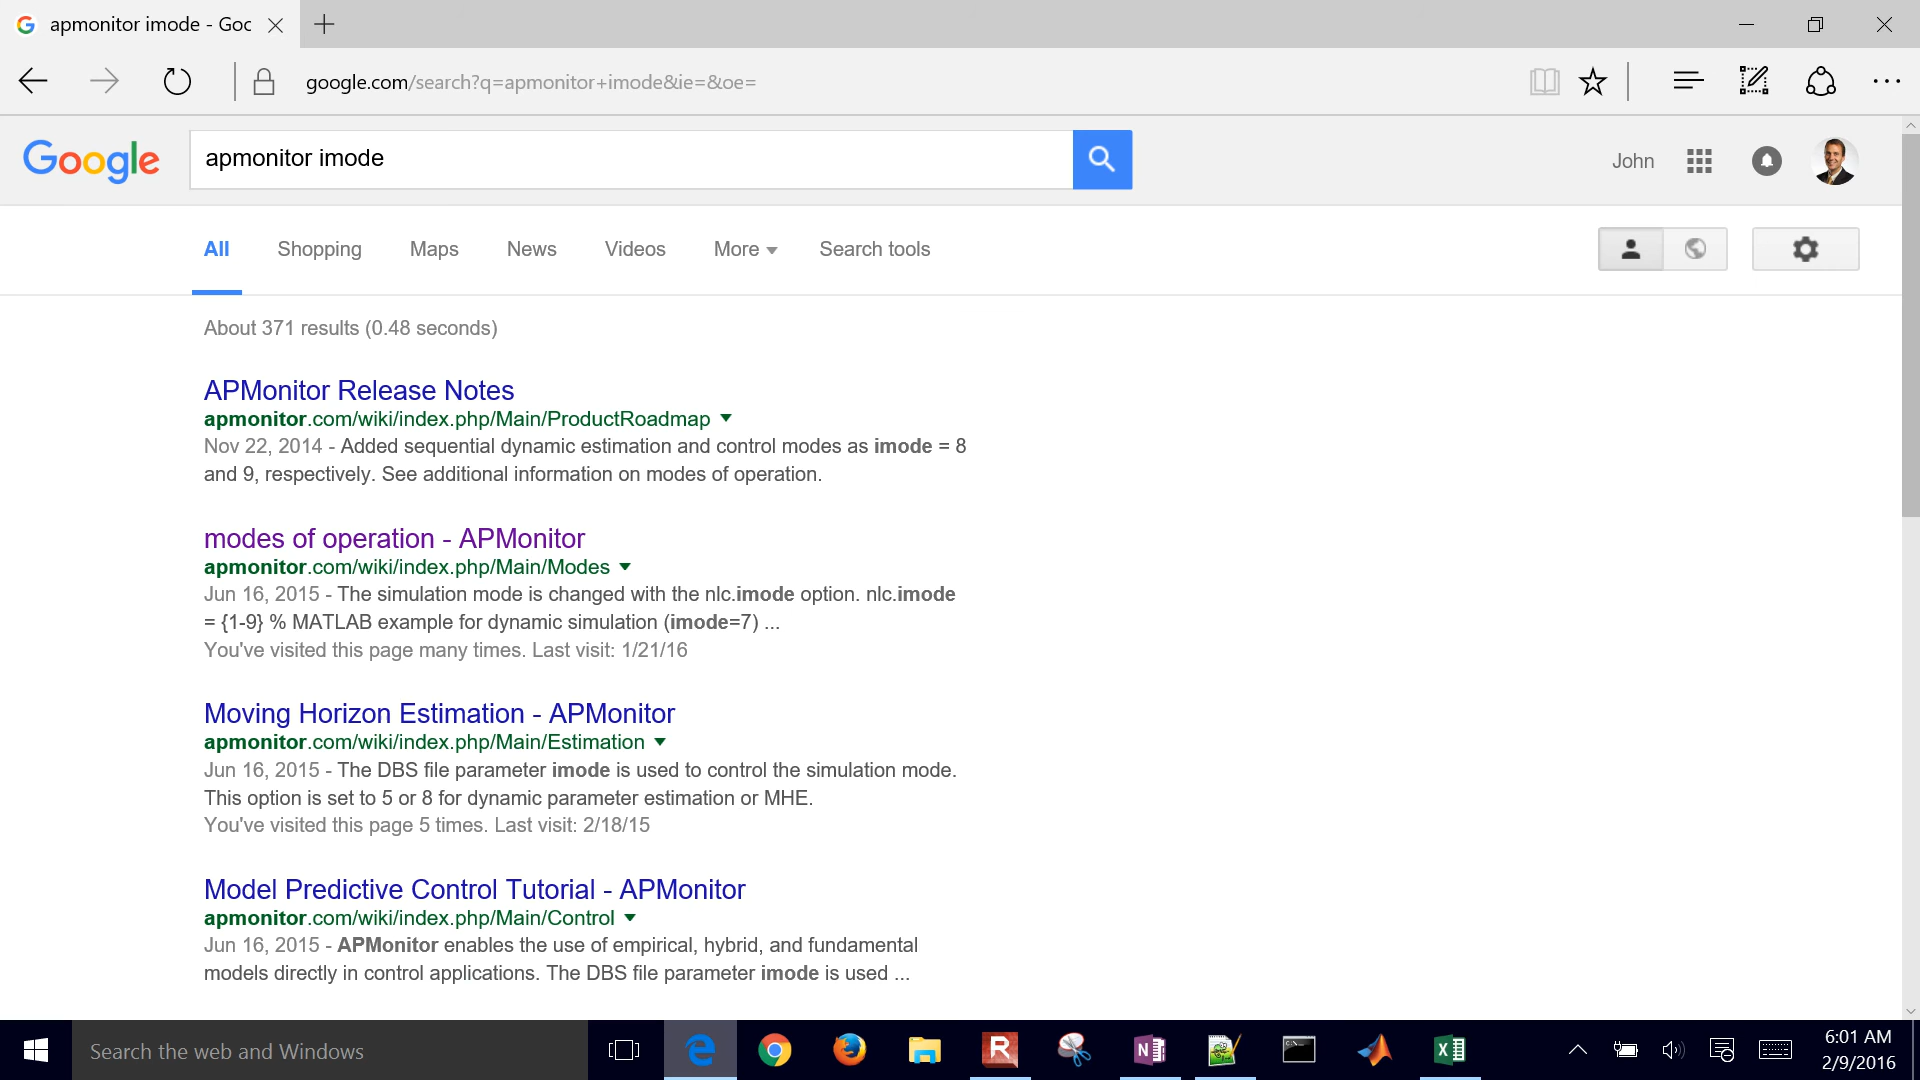 apmonitor imode - Goc
google.com/search?q=apmonitor+imode&ie=&oe=
Google
apmonitor imode
John
All Shopping Maps News Videos More Search tools
About 371 results (0.48 seconds)
APMonitor Release Notes
apmonitor.com/wiki/index.php/Main/ProductRoadmap
Nov 22, 2014 - Added sequential dynamic estimation and control modes as imode = 8
and 9, respectively. See additional information on modes of operation.
modes of operation - APMonitor
apmonitor.com/wiki/index.php/Main/Modes
Jun 16, 2015 - The simulation mode is changed with the nlc.imode option. nlc.imode
= {1-9} % MATLAB example for dynamic simulation (imode=7) ...
You've visited this page many times. Last visit: 1/21/16
Moving Horizon Estimation - APMonitor
apmonitor.com/wiki/index.php/Main/Estimation
Jun 16, 2015 - The DBS file parameter imode is used to control the simulation mode.
This option is set to 5 or 8 for dynamic parameter estimation or MHE.
You've visited this page 5 times. Last visit: 2/18/15
Model Predictive Control Tutorial - APMonitor
apmonitor.com/wiki/index.php/Main/Control
Jun 16, 2015 - APMonitor enables the use of empirical, hybrid, and fundamental
models directly in control applications. The DBS file parameter imode is used ...
Search the web and Windows
6:01 AM
2/9/2016